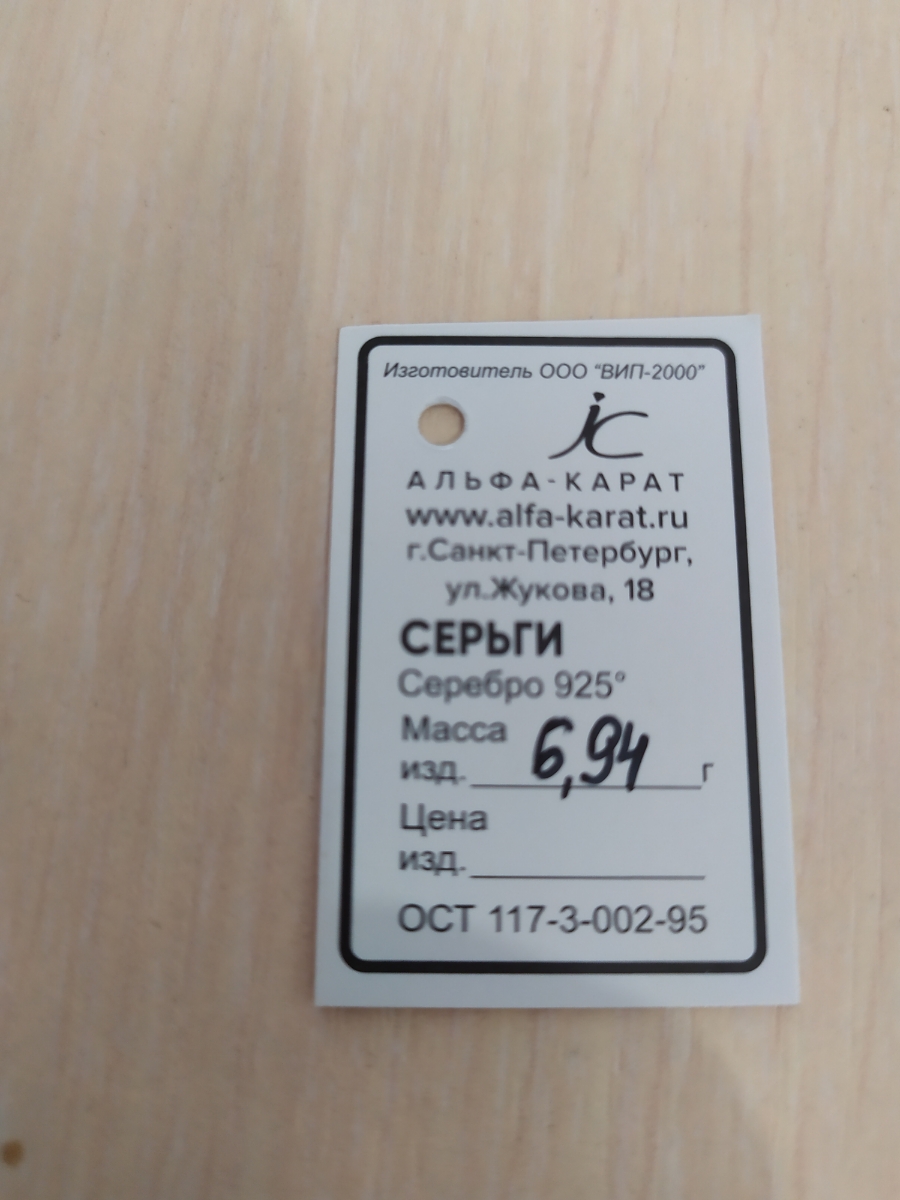 Изготовитель ООО "ВИП-2000"
jc
АЛЬФА-КАРАТ
www.alfa-karat.ru
г.Санкт-Петербург,
ул.Жукова, 18
СЕРЬГИ
Серебро 925°
Масса
изд. 6,94 г
Цена
изд.
ОСТ 117-3-002-95